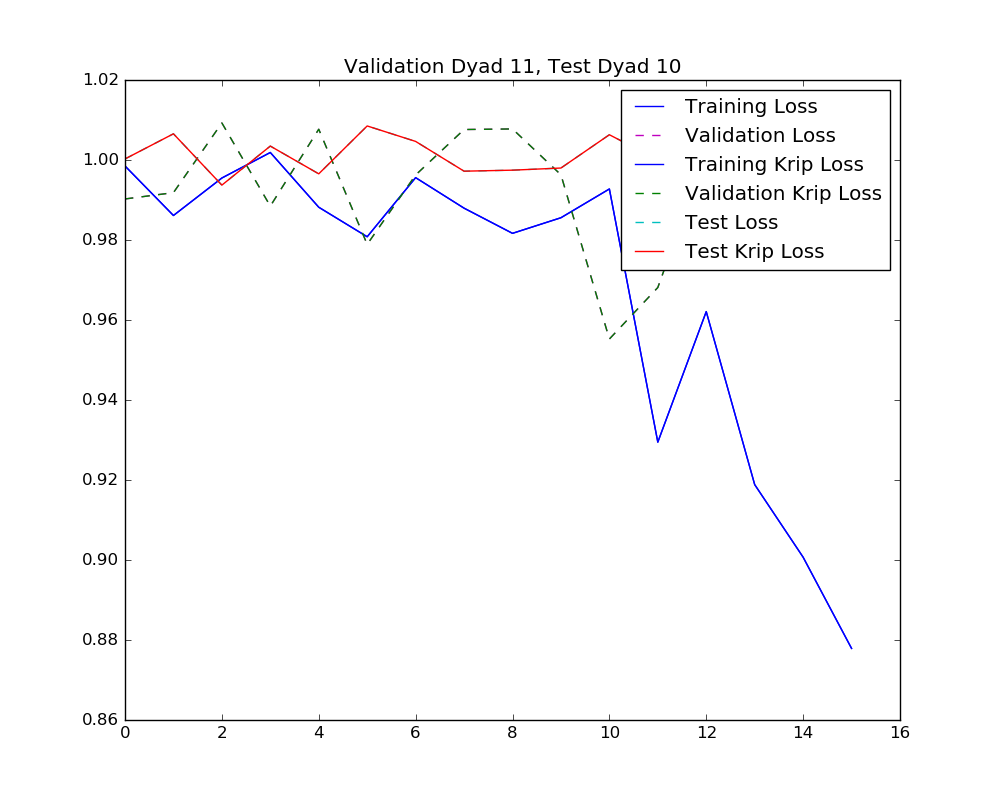 Validation Dyad 11, Test Dyad 10
1.02
1.00
0.98
0.96
0.94
0.92
0.90
0.88
0.86
0
2
4
6
8
10
12
14
16
Training Loss
Validation Loss
Training Krip Loss
Validation Krip Loss
Test Loss
Test Krip Loss